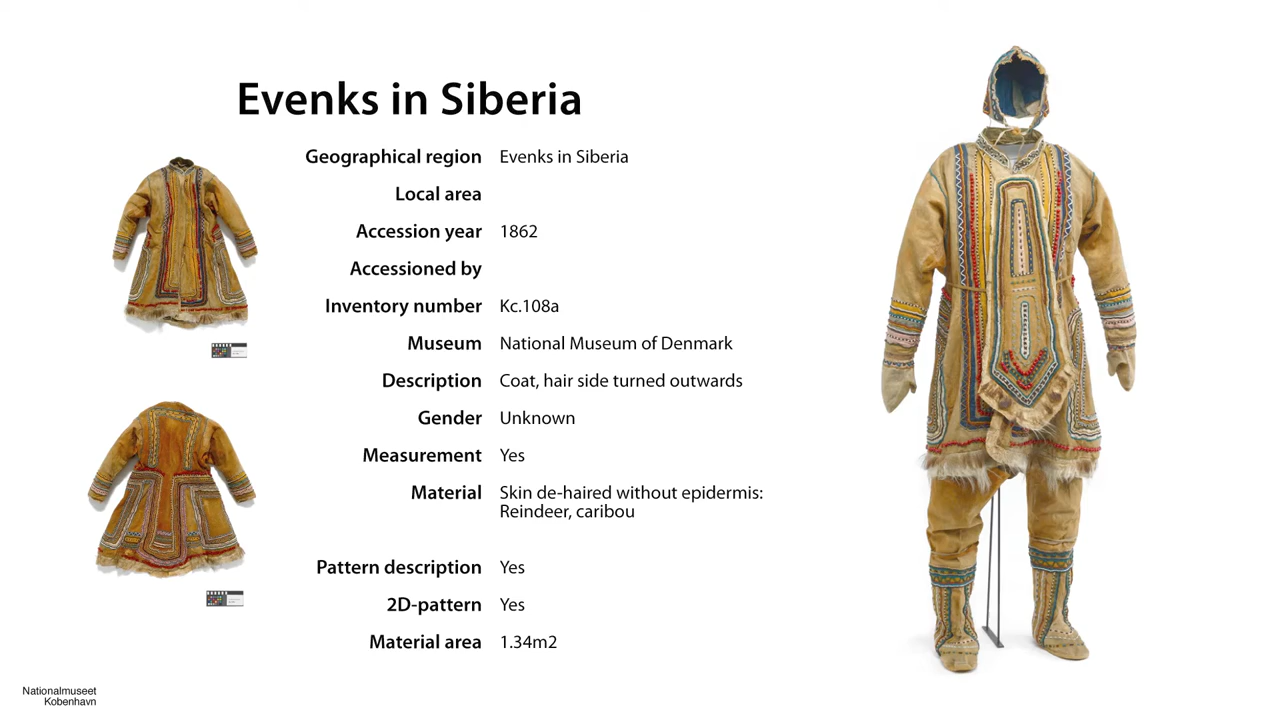 Evenks in Siberia
Geographical region Evenks in Siberia
Local area
Accession year 1862
Accessioned by
Inventory number Kc.108a
Museum National Museum of Denmark
Description Coat, hair side turned outwards
Gender Unknown
Measurement Yes
Material Skin de-haired without epidermis:
Reindeer, caribou
Pattern description Yes
2D-pattern Yes
Material area 1.34m2
Nationalmuseet
Kobenhavn